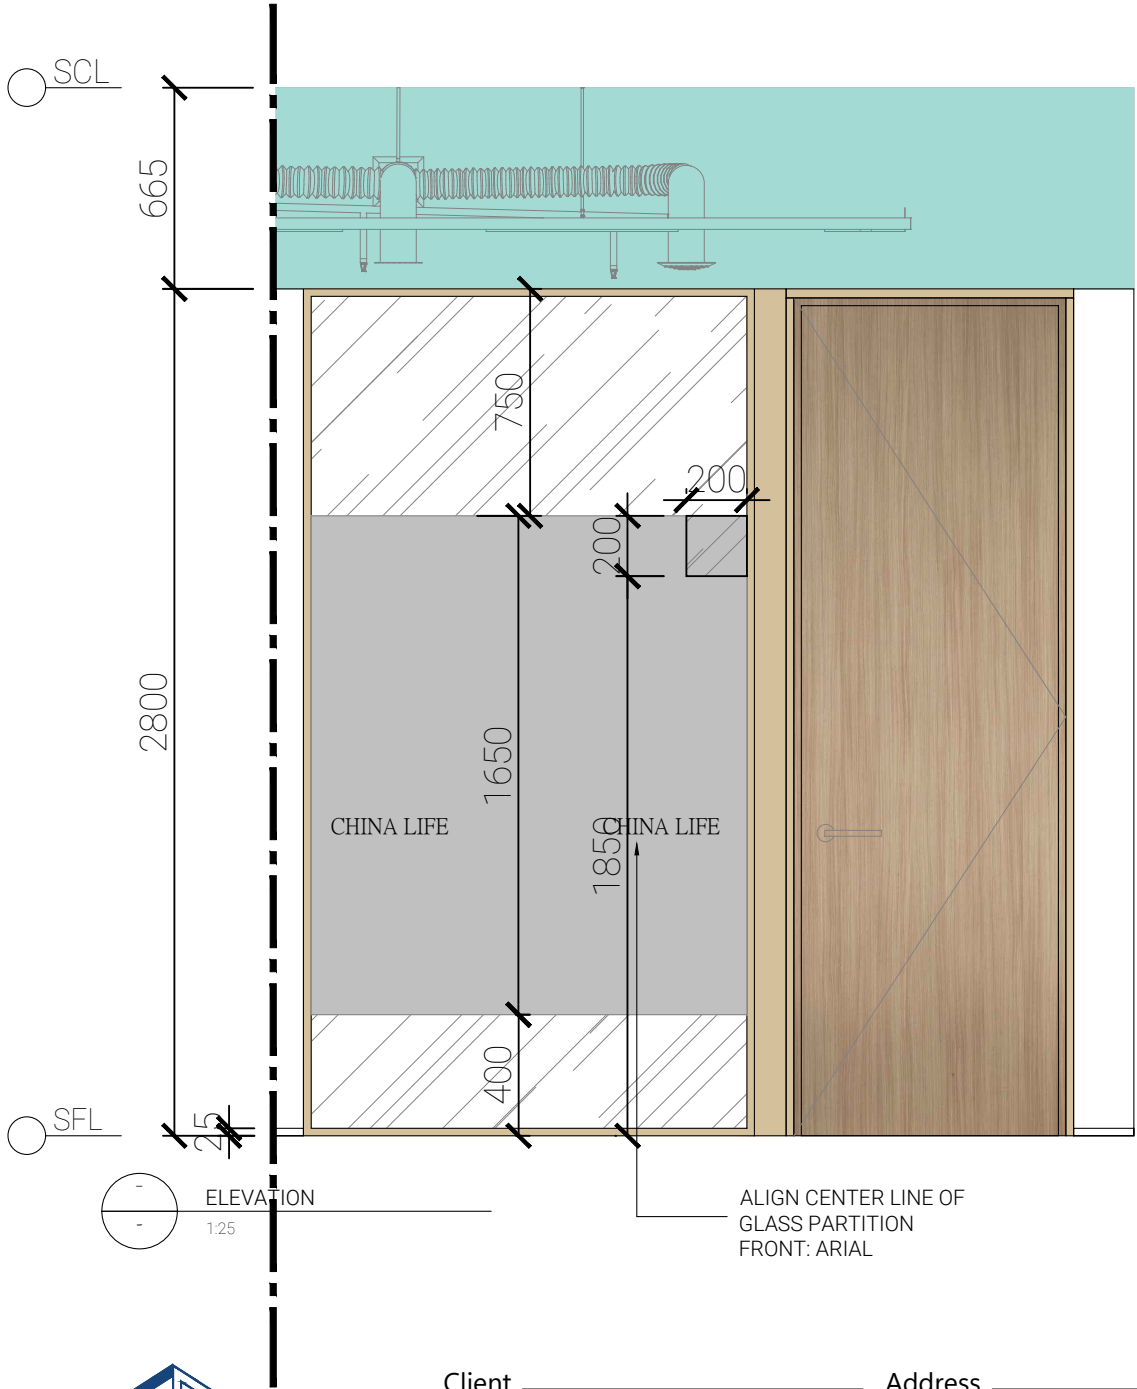 SCL
665
750
200
200
2800
1650
CHINA LIFE
1850
CHINA LIFE
400
SFL
25
-
-
ELEVATION
1:25
ALIGN CENTER LINE OF
GLASS PARTITION
FRONT: ARIAL
Client
Address